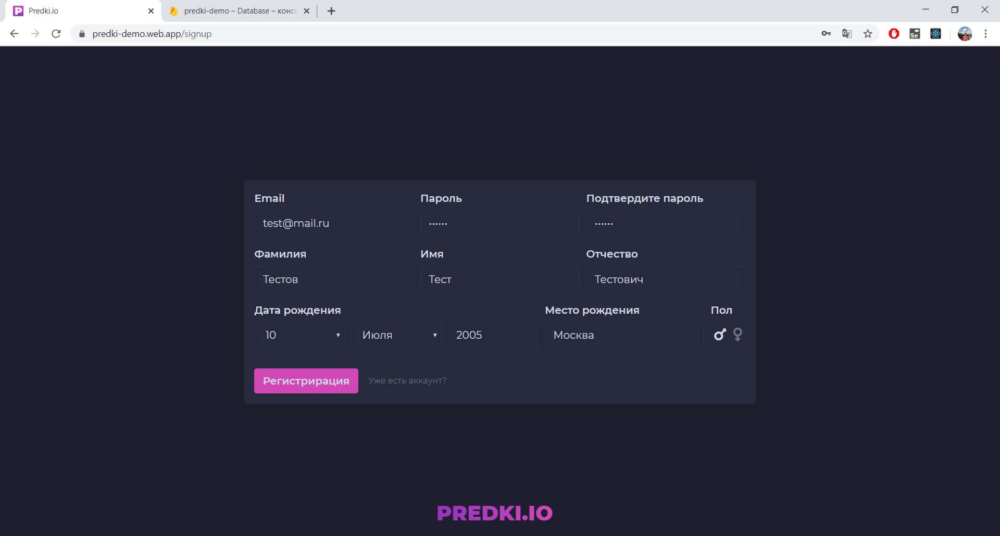 Predki.io
predki-demo – Database – консо
predki-demo.web.app/signup
Email
Пароль
Подтвердите пароль
test@mail.ru
••••••
••••••
Фамилия
Имя
Отчество
Тестов
Тест
Тестович
Дата рождения
Место рождения
Пол
10
Июля
2005
Москва
Регистрирация
Уже есть аккаунт?
PREDKI.IO